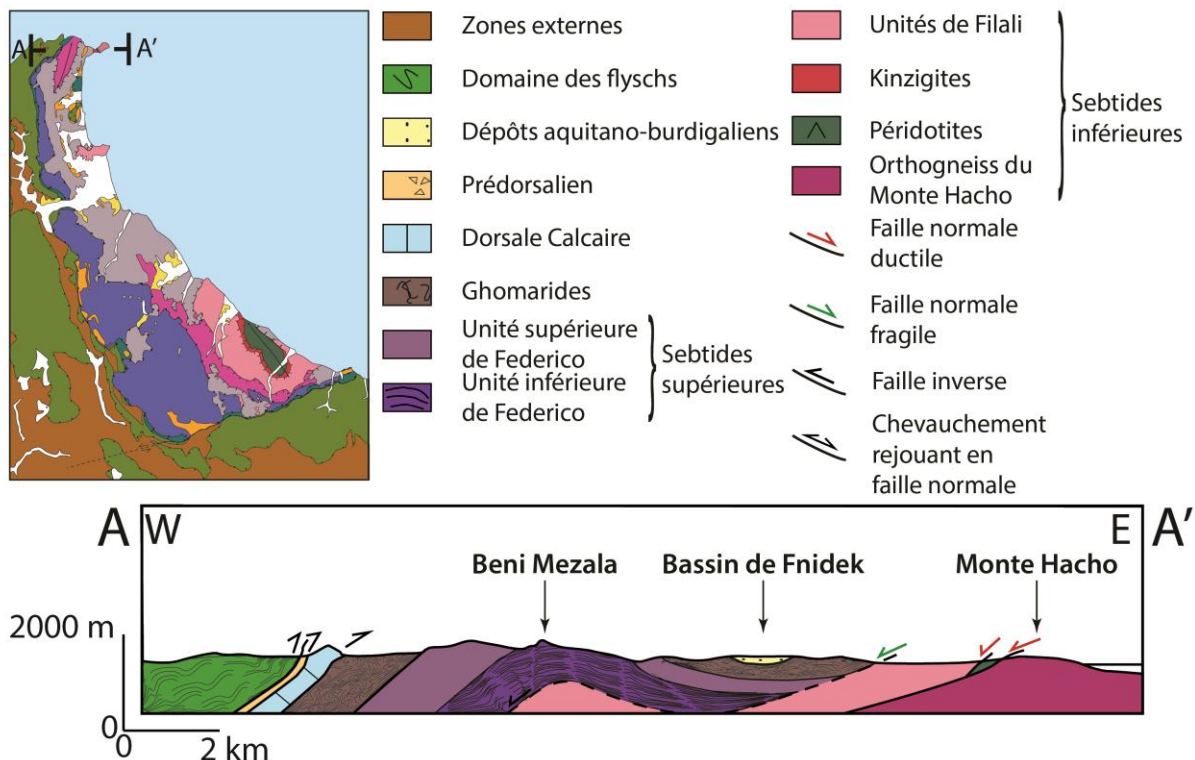 A
A'
Zones externes
Domaine des flyschs
Dépôts aquitano-burdigaliens
Prédorsalien
Dorsale Calcaire
Ghomarides
Unité supérieure
de Federico
Unité inférieure
de Federico
Sebtides
supérieures
Unités de Filali
Kinzigites
Péridotites
Orthogneiss du
Monte Hacho
Sebtides
inférieures
Faille normale
ductile
Faille normale
fragile
Faille inverse
Chevauchement
rejouant en
faille normale
A
W
E
A'
Beni Mezala
Bassin de Fnidek
Monte Hacho
2000 m
0
0
2 km